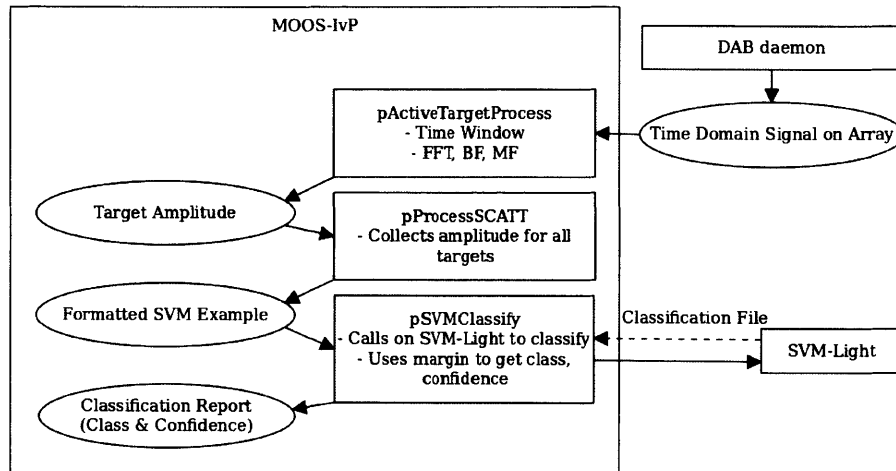 MOOS-IvP
DAB daemon
pActiveTargetProcess
- Time Window
- FFT, BF, MF
Time Domain Signal on Array
Target Amplitude
pProcessSCATT
- Collects amplitude for all
targets
Formatted SVM Example
pSVMClassify
- Calls on SVM-Light to classify
- Uses margin to get class,
confidence
Classification File
SVM-Light
Classification Report
(Class & Confidence)